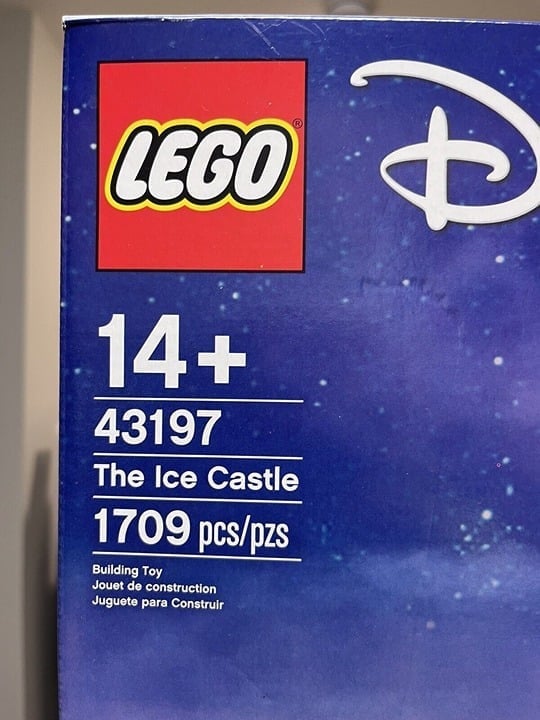 LEGO®
D
14+
43197
The Ice Castle
1709 pcs/pzs
Building Toy
Jouet de construction
Juguete para Construir